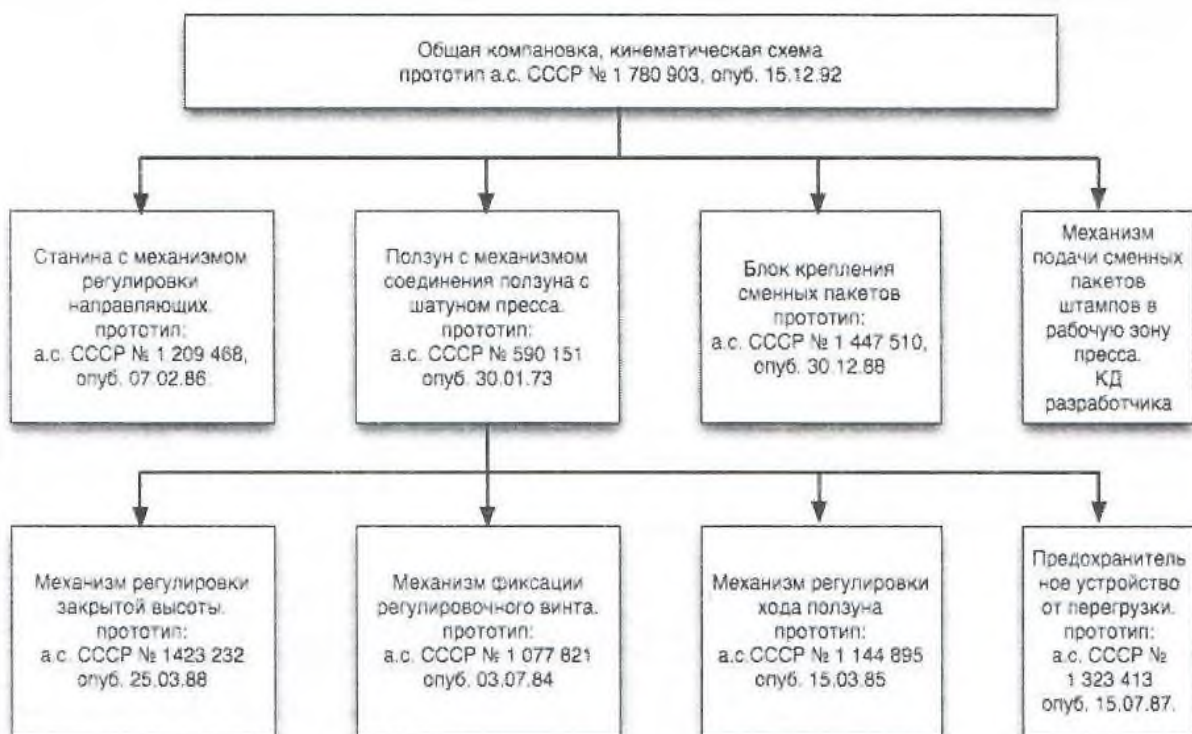 Общая компановка, кинематическая схема
прототип а.с. СССР № 1 780 903, опуб. 15.12.92
Станина с механизмом
регулировки
направляющих.
прототип:
а.с. СССР № 1 209 468,
опуб. 07.02.86.
Ползун с механизмом
соединения ползуна с
шатуном пресса.
прототип:
а.с. СССР № 590 151
опуб. 30.01.73
Блок крепления
сменных пакетов
прототип:
а.с. СССР № 1 447 510,
опуб. 30.12.88
Механизм
подачи сменных
пакетов
штампов в
рабочую зону
пресса.
КД
разработчика
Механизм регулировки
закрытой высоты.
прототип:
а.с. СССР № 1423 232
опуб. 25.03.88
Механизм фиксации
регулировочного винта.
прототип:
а.с. СССР № 1 077 821
опуб. 03.07.84
Механизм регулировки
хода ползуна
прототип:
а.с.СССР № 1 144 895
опуб. 15.03.85
Предохранитель
ное устройство
от перегрузки.
прототип:
а.с. СССР №
1 323 413
опуб. 15.07.87.